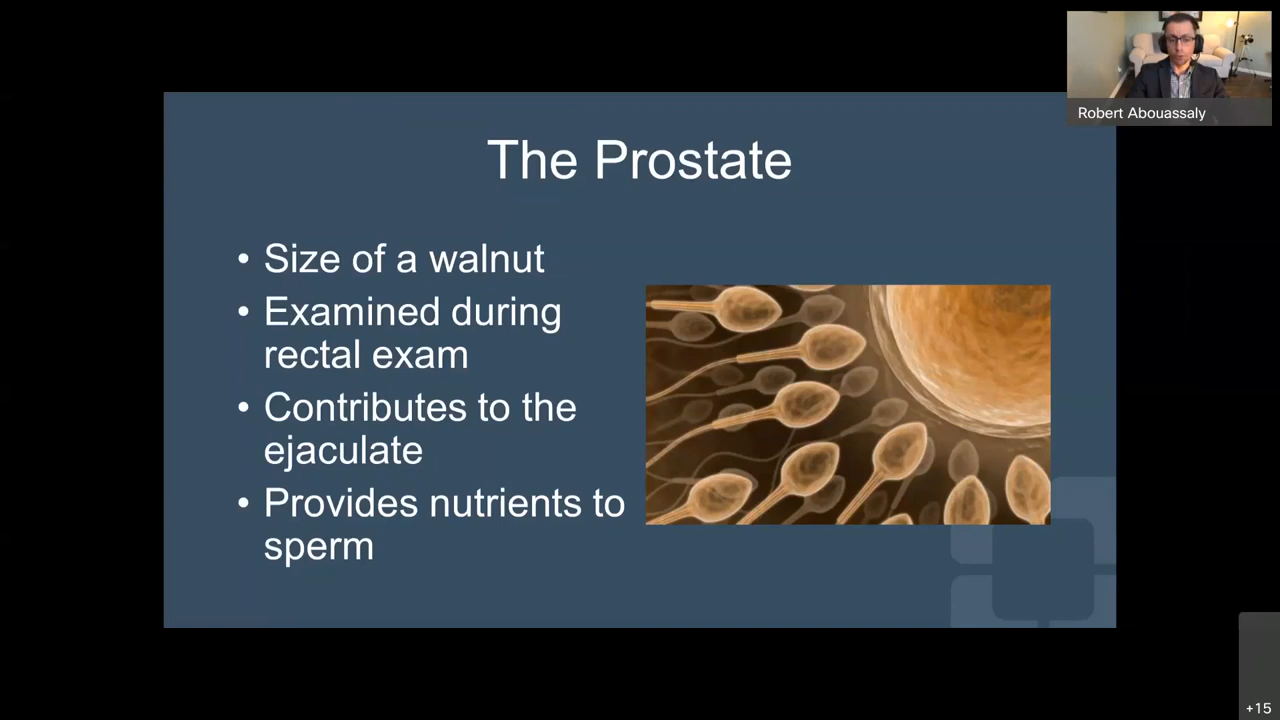 Robert Abouassaly
The Prostate
• Size of a walnut
• Examined during
rectal exam
• Contributes to the
ejaculate
• Provides nutrients to
sperm
+15